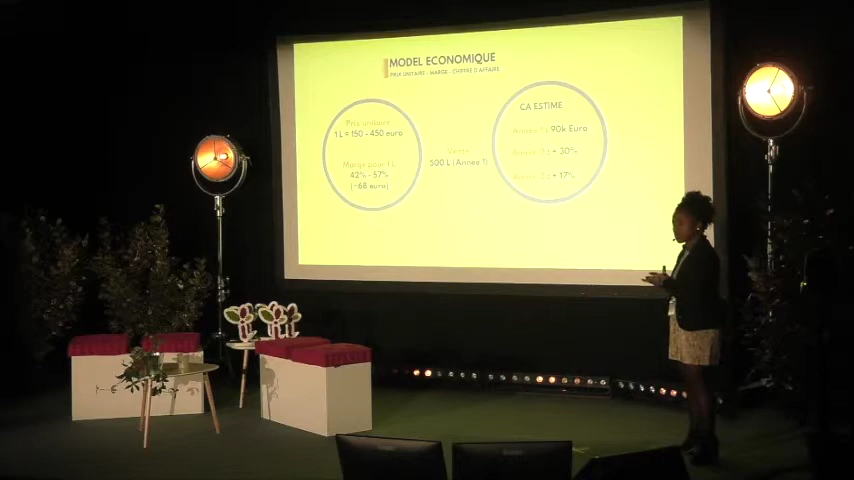 MODEL ECONOMIQUE
PRIX UNITAIRE - MARGE - CHIFFRE D'AFFAIRE
Prix unitaire
1 L = 150 - 450 euro
Marge pour 1 L
42% - 57%
(~68 euro)
Vente
500 L (Année 1)
CA ESTIME
Année 1 : 90k Euro
Année 2 : + 30%
Année 3 : + 17%